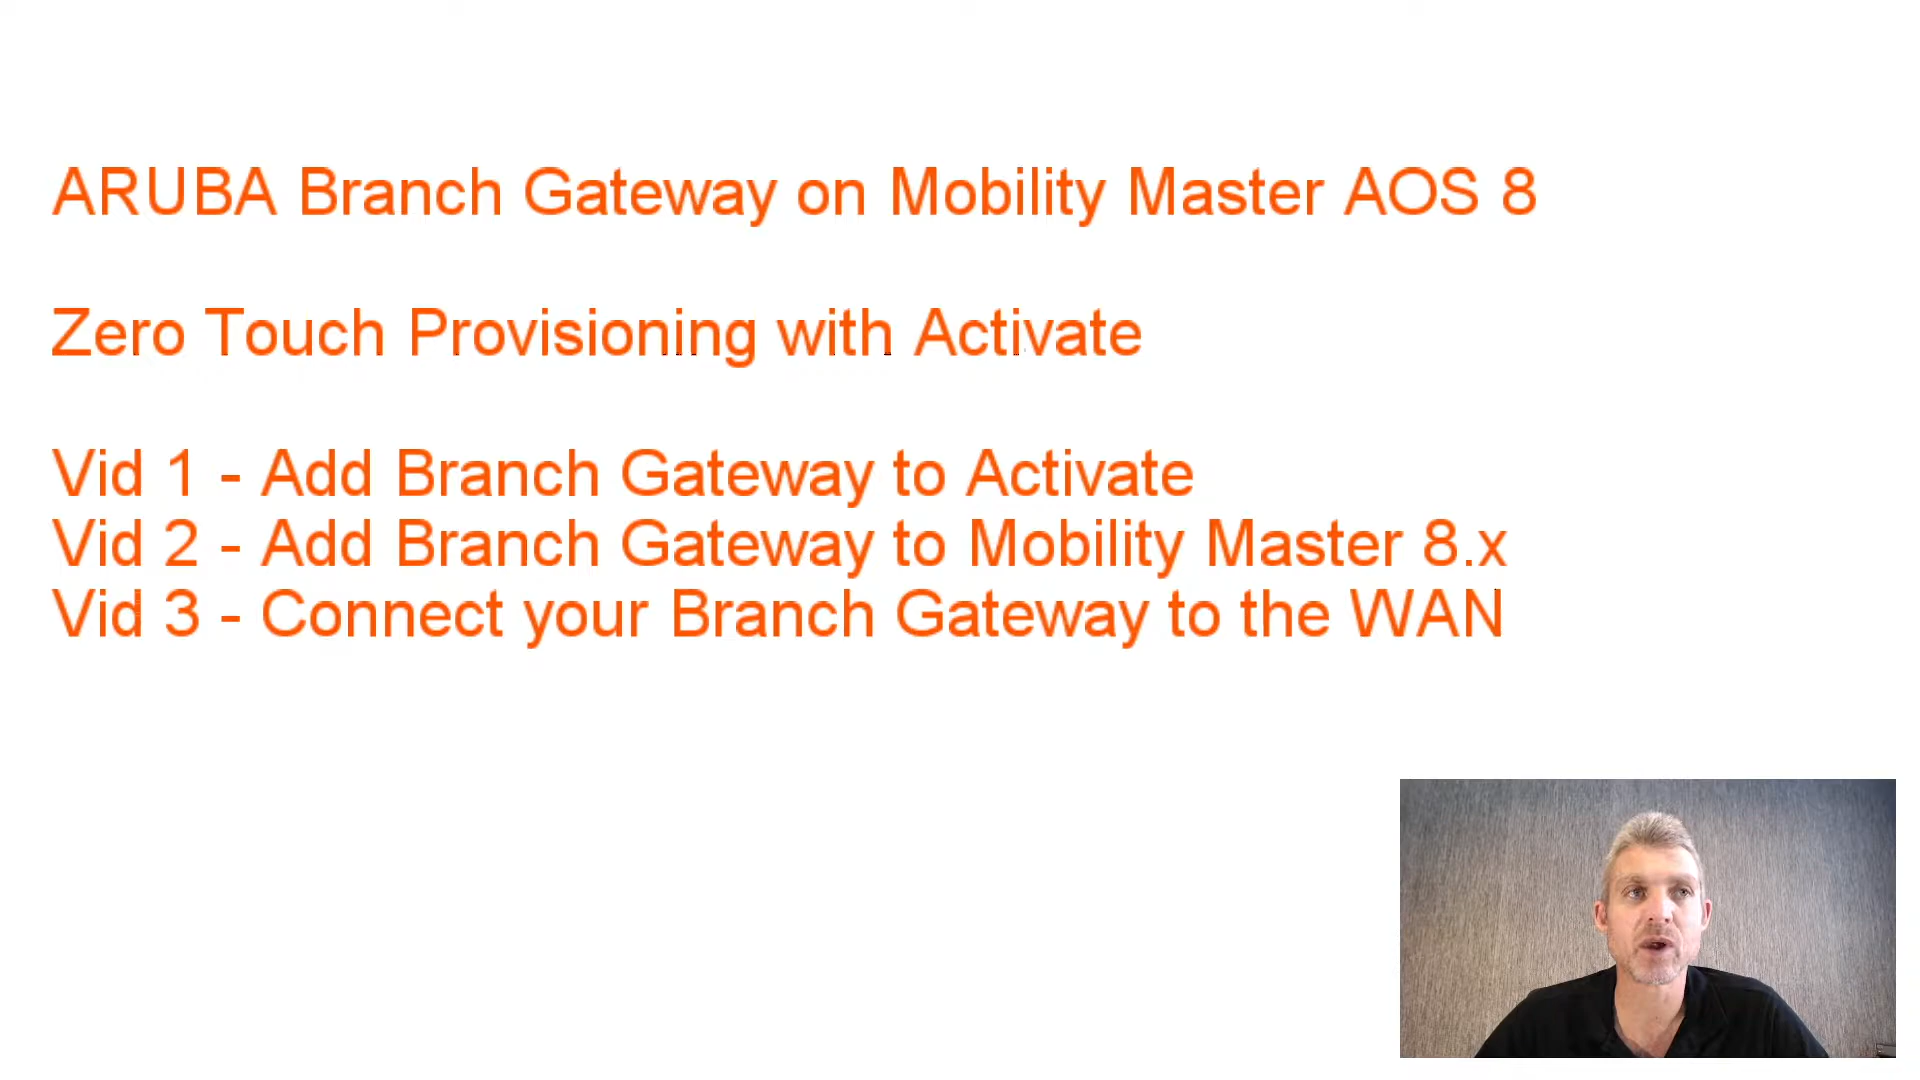 ARUBA Branch Gateway on Mobility Master AOS 8
Zero Touch Provisioning with Activate
Vid 1 - Add Branch Gateway to Activate
Vid 2 - Add Branch Gateway to Mobility Master 8.x
Vid 3 - Connect your Branch Gateway to the WAN